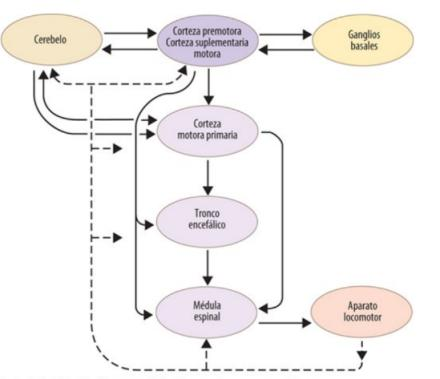 Cerebelo
Corteza premotora
Corteza suplementaria
motora
Ganglios
basales
Corteza
motora primaria
Tronco
encefálico
Médula
espinal
Aparato
locomotor